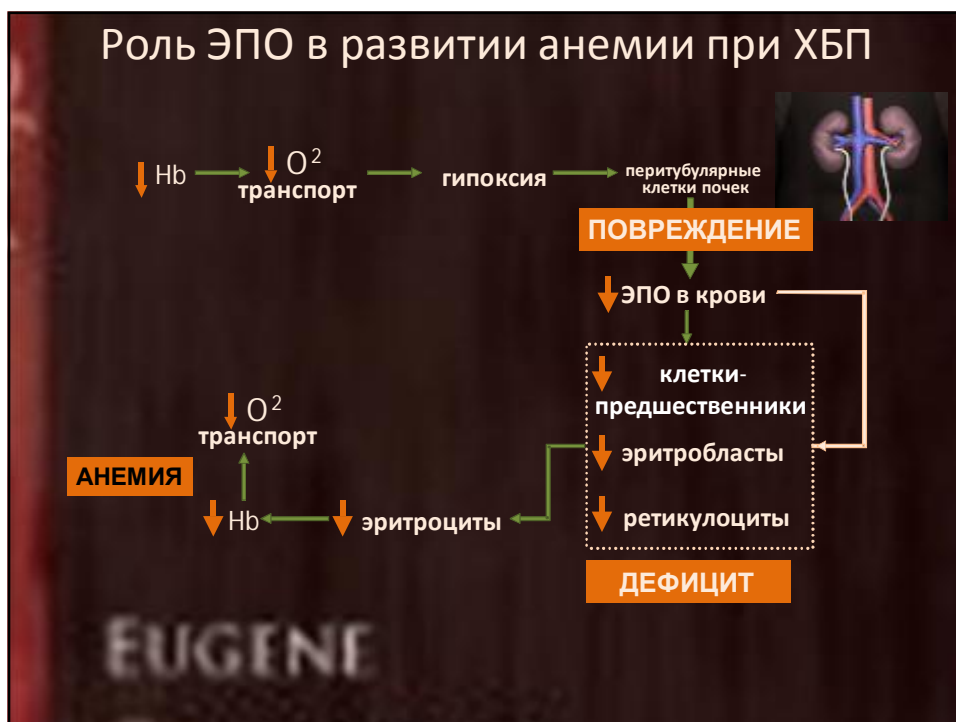 Роль ЭПО в развитии анемии при ХБП
Hb
O²
транспорт
гипоксия
перитубулярные
клетки почек
ПОВРЕЖДЕНИЕ
ЭПО в крови
клетки-
предшественники
эритробласты
ретикулоциты
ДЕФИЦИТ
эритроциты
Hb
O²
транспорт
АНЕМИЯ
EUGENE